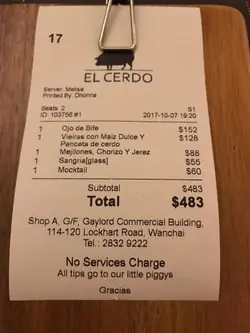 17
EL CERDO
Server: Melisa
Printed By: Dhonna
Seats: 2 S1
ID: 103756 #1 2017-10-07 19:20
1 Ojo de Bife $152
1 Vieiras con Maiz Dulce Y $128
Panceta de cerdo
1 Mejillones, Chorizo Y Jerez $88
1 Sangria[glass] $55
1 Mocktail $60
Subtotal $483
Total $483
Shop A, G/F, Gaylord Commercial Building,
114-120 Lockhart Road, Wanchai
Tel.: 2832 9222
No Services Charge
All tips go to our little piggys
Gracias